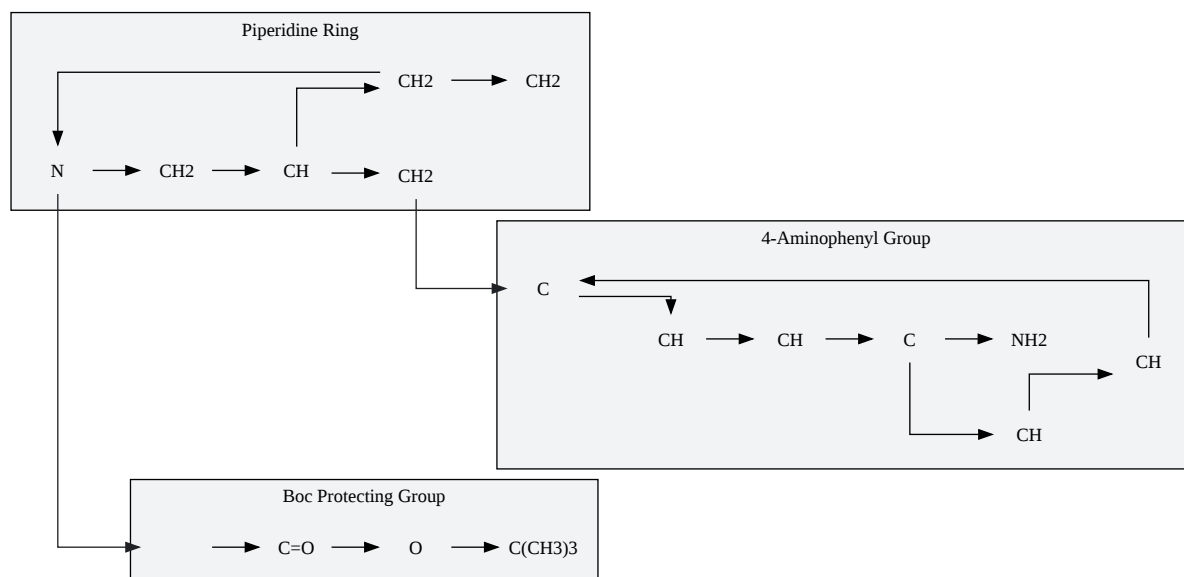 Piperidine Ring
CH2 CH2
N CH2 CH CH2
4-Aminophenyl Group
C
CH CH C NH2
CH
CH
Boc Protecting Group
C=O O C(CH3)3